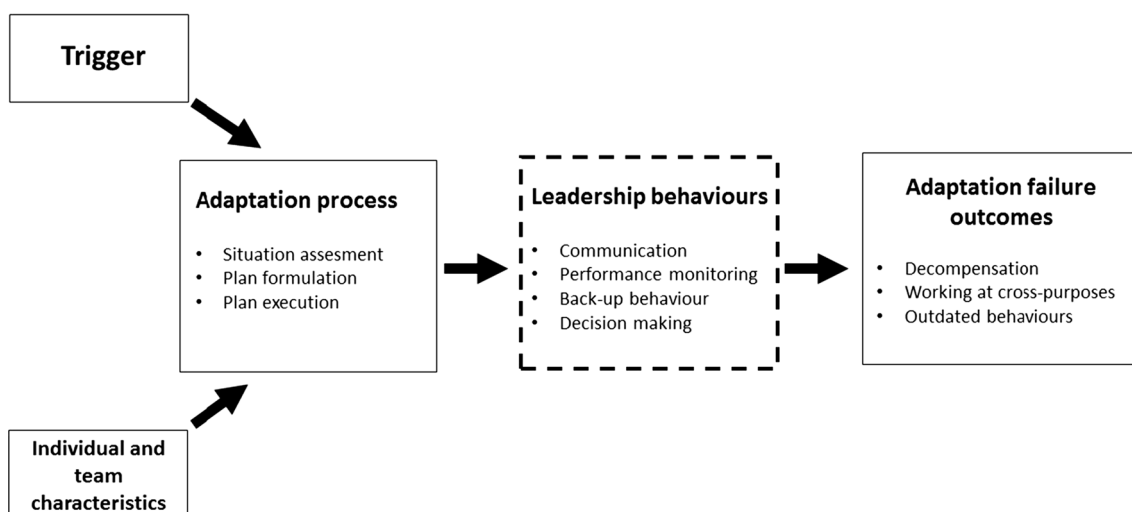 Trigger
Adaptation process
• Situation assesment
• Plan formulation
• Plan execution
Individual and
team
characteristics
Leadership behaviours
• Communication
• Performance monitoring
• Back-up behaviour
• Decision making
Adaptation failure
outcomes
• Decompensation
• Working at cross-purposes
• Outdated behaviours